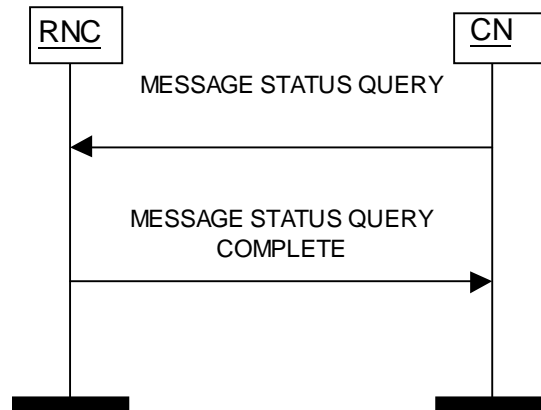 RNC
CN
MESSAGE STATUS QUERY
MESSAGE STATUS QUERY
COMPLETE